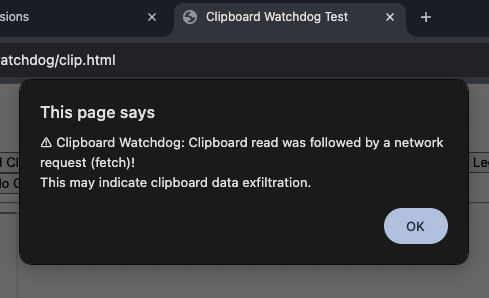 sions
Clipboard Watchdog Test
atchdog/clip.html
This page says
⚠ Clipboard Watchdog: Clipboard read was followed by a network
request (fetch)!
This may indicate clipboard data exfiltration.
d Cl
Le
lo
OK